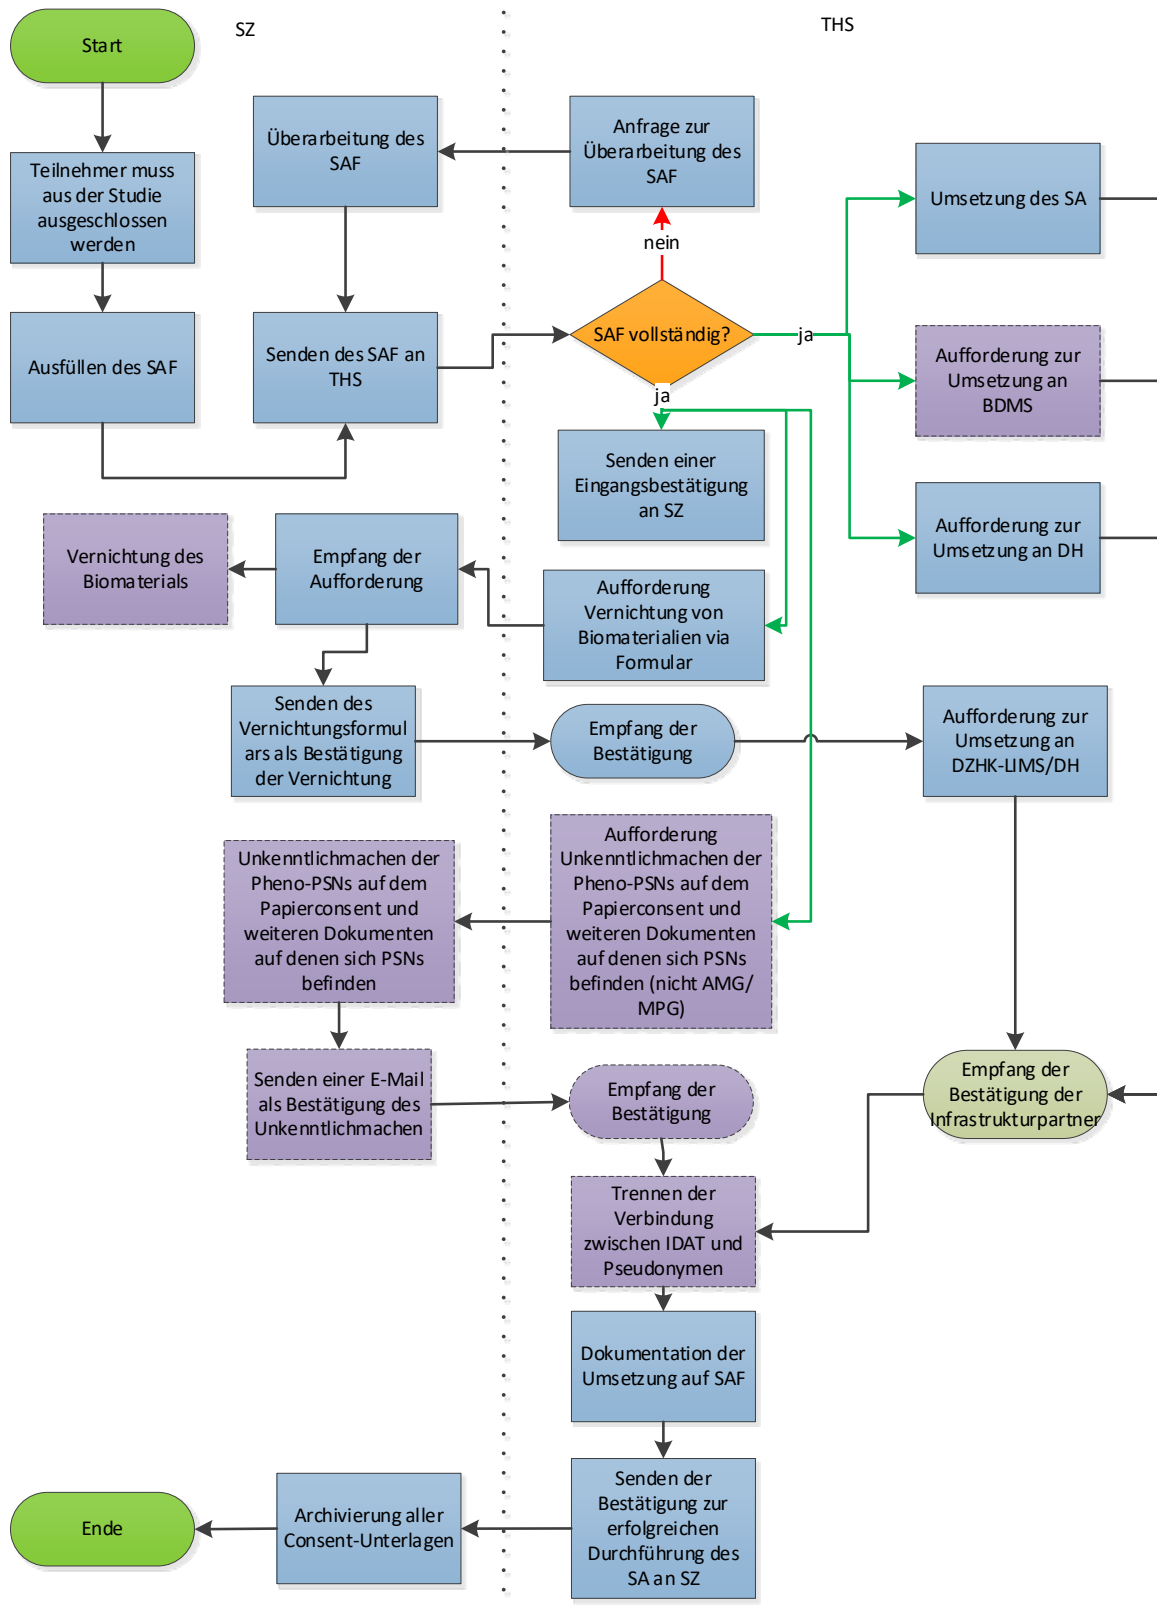 SZ
THS
Start
Teilnehmer muss
aus der Studie
ausgeschlossen
werden
Ausfüllen des SAF
Überarbeitung des
SAF
Senden des SAF an
THS
Anfrage zur
Überarbeitung des
SAF
nein
SAF vollständig?
ja
ja
Umsetzung des SA
Aufforderung zur
Umsetzung an
BDMS
Aufforderung zur
Umsetzung an DH
Senden einer
Eingangsbestätigung
an SZ
Aufforderung
Vernichtung von
Biomaterialien via
Formular
Empfang der
Aufforderung
Vernichtung des
Biomaterials
Senden des
Vernichtungsformul
ars als Bestätigung
der Vernichtung
Empfang der
Bestätigung
Aufforderung zur
Umsetzung an
DZHK-LIMS/DH
Aufforderung
Unkenntlichmachen der
Pheno-PSNs auf dem
Papierconsent und
weiteren Dokumenten
auf denen sich PSNs
befinden (nicht AMG/
MPG)
Unkenntlichmachen der
Pheno-PSNs auf dem
Papierconsent und
weiteren Dokumenten
auf denen sich PSNs
befinden
Senden einer E-Mail
als Bestätigung des
Unkenntlichmachen
Empfang der
Bestätigung
Empfang der
Bestätigung der
Infrastrukturpartner
Trennen der
Verbindung
zwischen IDAT und
Pseudonymen
Dokumentation der
Umsetzung auf SAF
Senden der
Bestätigung zur
erfolgreichen
Durchführung des
SA an SZ
Archivierung aller
Consent-Unterlagen
Ende